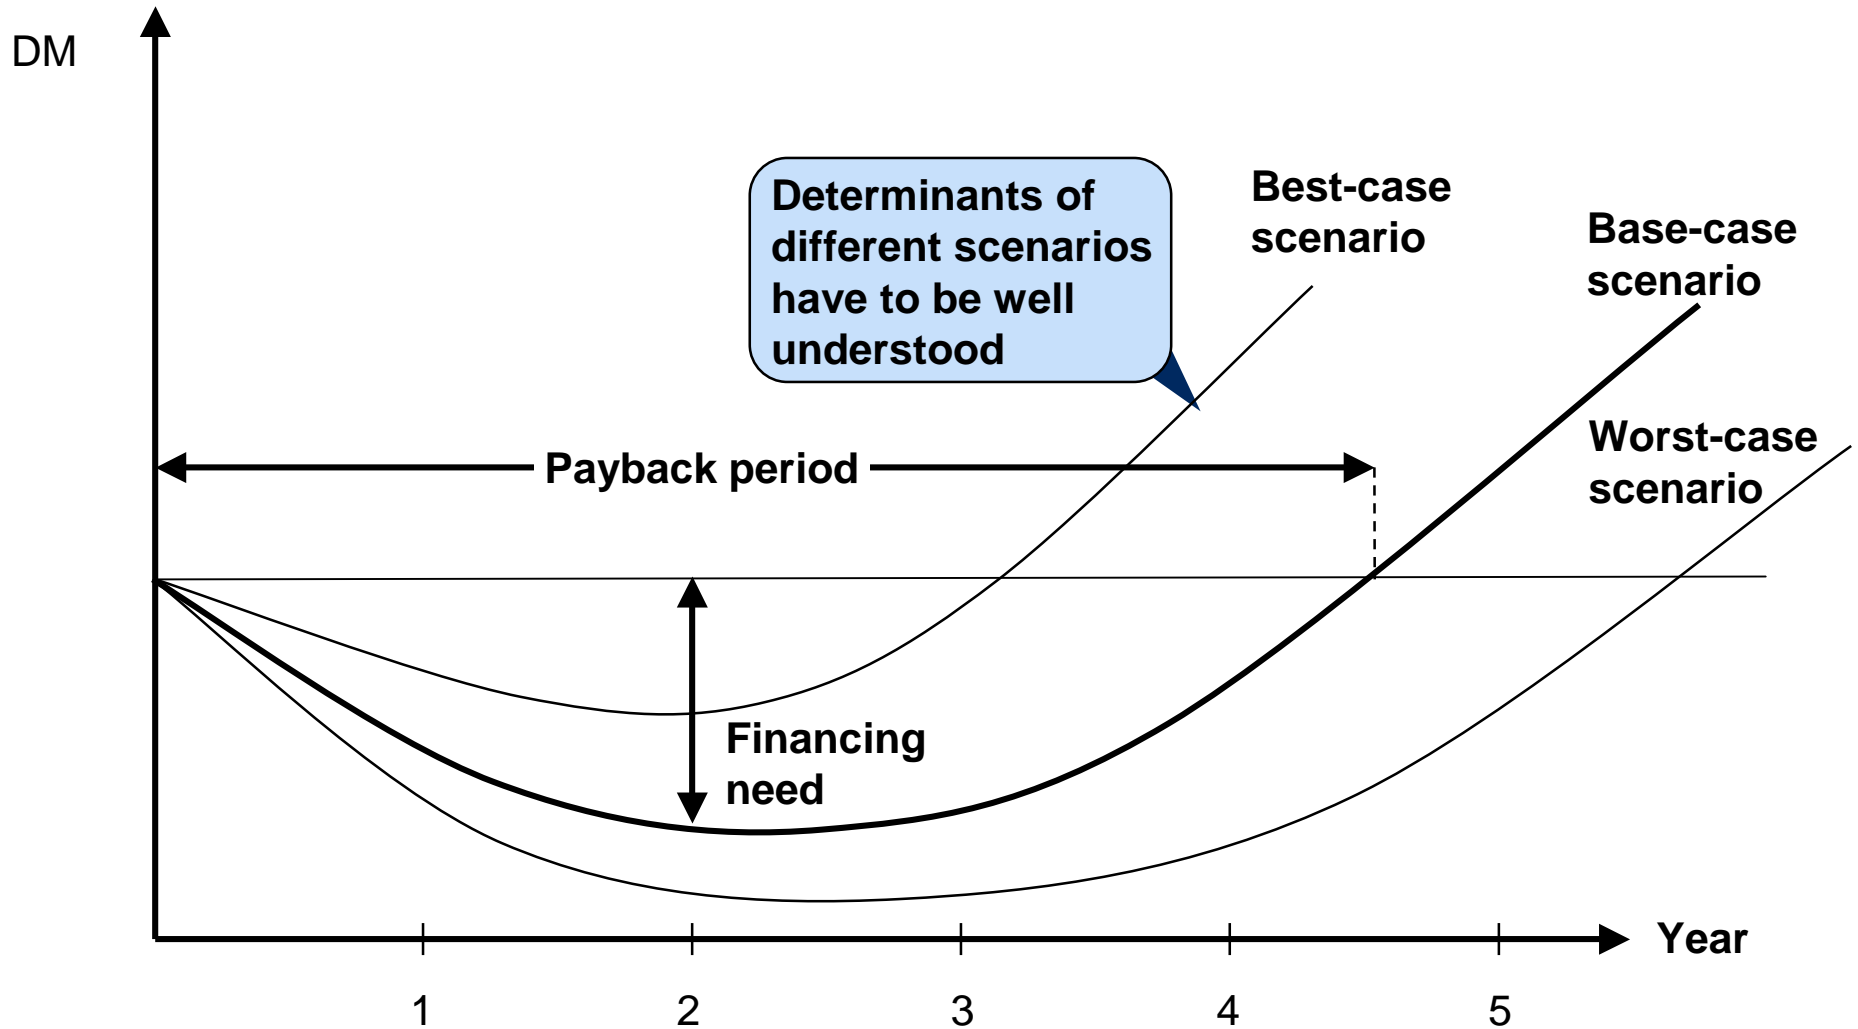 DM
Determinants of
different scenarios
have to be well
understood
Best-case
scenario
Base-case
scenario
Worst-case
scenario
Payback period
Financing
need
Year
1 2 3 4 5